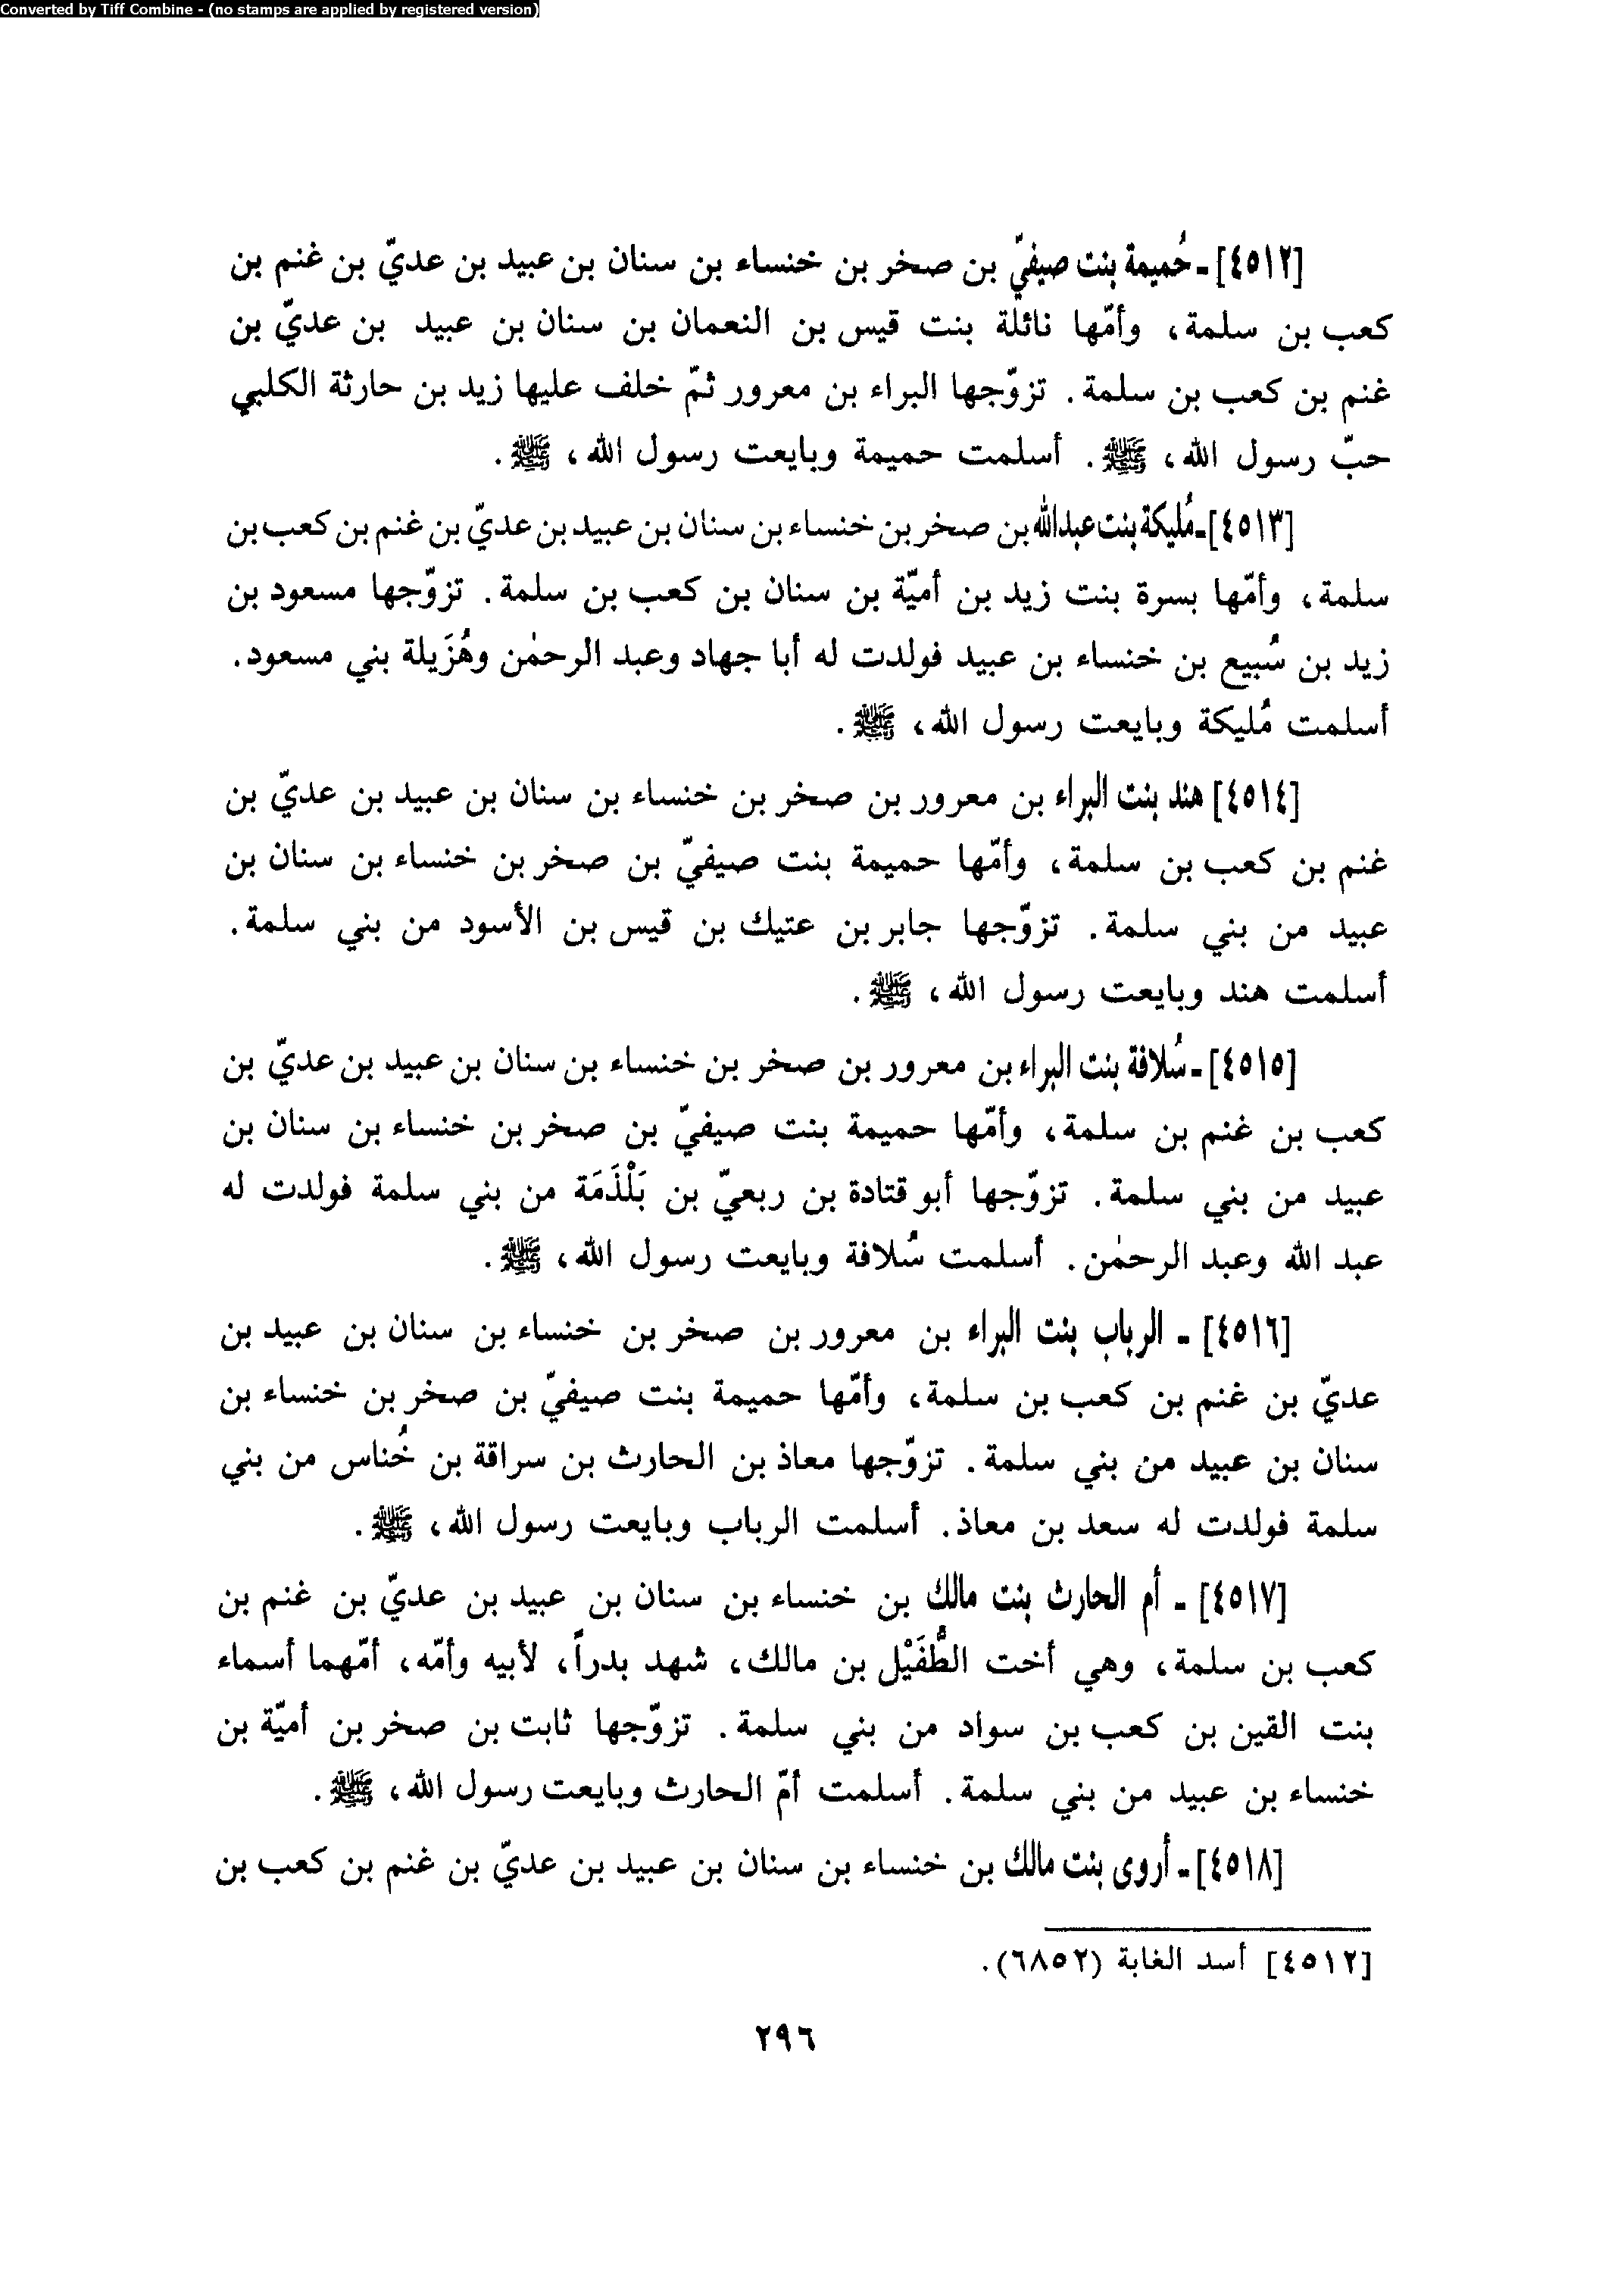 Converted by Tiff Combine - (no stamps are applied by registered version)
[٤٥١٢] - حُميمة بنت صيفيّ بن صخر بن خنساء بن سنان بن عبيد بن عديّ بن غنم بن
كعب بن سلمة، وأمّها نائلة بنت قيس بن النعمان بن سنان بن عبيد بن عديّ بن
غنم بن كعب بن سلمة. تزوّجها البراء بن معرور ثمّ خلف عليها زيد بن حارثة الكلبي
حبّ رسول الله، ﷺ. أسلمت حميمة وبايعت رسول الله، ﷺ.
[٤٥١٣] - مُليكة بنت عبدالله بن صخر بن خنساء بن سنان بن عبيد بن عديّ بن غنم بن كعب بن
سلمة، وأمّها بسرة بنت زيد بن أميّة بن سنان بن كعب بن سلمة. تزوّجها مسعود بن
زيد بن سُبيع بن خنساء بن عبيد فولدت له أبا جهاد وعبد الرحمٰن وهُزَيلة بني مسعود.
أسلمت مُليكة وبايعت رسول الله، ﷺ.
[٤٥١٤] هند بنت البراء بن معرور بن صخر بن خنساء بن سنان بن عبيد بن عديّ بن
غنم بن كعب بن سلمة، وأمّها حميمة بنت صيفيّ بن صخر بن خنساء بن سنان بن
عبيد من بني سلمة. تزوّجها جابر بن عتيك بن قيس بن الأسود من بني سلمة.
أسلمت هند وبايعت رسول الله، ﷺ.
[٤٥١٥] - سُلافة بنت البراء بن معرور بن صخر بن خنساء بن سنان بن عبيد بن عديّ بن
كعب بن غنم بن سلمة، وأمّها حميمة بنت صيفيّ بن صخر بن خنساء بن سنان بن
عبيد من بني سلمة. تزوّجها أبو قتادة بن ربعيّ بن بَلْذَمَة من بني سلمة فولدت له
عبد الله وعبد الرحمٰن. أسلمت سُلافة وبايعت رسول الله، ﷺ.
[٤٥١٦] - الرباب بنت البراء بن معرور بن صخر بن خنساء بن سنان بن عبيد بن
عديّ بن غنم بن كعب بن سلمة، وأمّها حميمة بنت صيفيّ بن صخر بن خنساء بن
سنان بن عبيد من بني سلمة. تزوّجها معاذ بن الحارث بن سراقة بن خُناس من بني
سلمة فولدت له سعد بن معاذ. أسلمت الرباب وبايعت رسول الله، ﷺ.
[٤٥١٧] - أم الحارث بنت مالك بن خنساء بن سنان بن عبيد بن عديّ بن غنم بن
كعب بن سلمة، وهي أخت الطُّفَيْل بن مالك، شهد بدراً، لأبيه وأمّه، أمّهما أسماء
بنت القين بن كعب بن سواد من بني سلمة. تزوّجها ثابت بن صخر بن أميّة بن
خنساء بن عبيد من بني سلمة. أسلمت أمّ الحارث وبايعت رسول الله، ﷺ.
[٤٥١٨] - أروى بنت مالك بن خنساء بن سنان بن عبيد بن عديّ بن غنم بن كعب بن
[٤٥١٢] أسد الغابة (٦٨٥٢).
٢٩٦